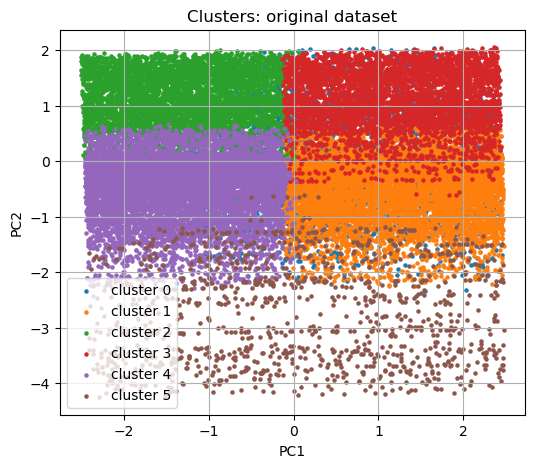 Clusters: original dataset
2
1
0
−1
−2
−3
−4
PC2
cluster 0
cluster 1
cluster 2
cluster 3
cluster 4
cluster 5
−2
−1
0
1
2
PC1